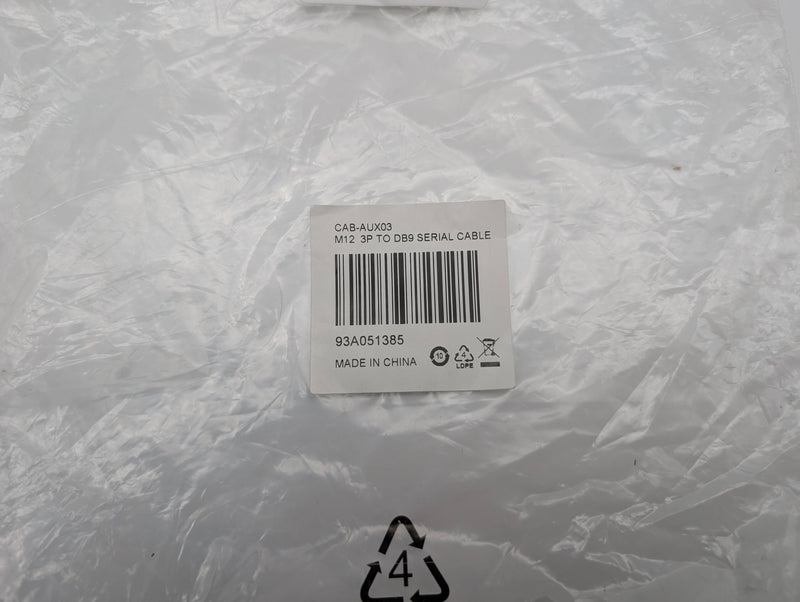 CAB-AUX03
M12 3P TO DB9 SERIAL CABLE
93A051385
MADE IN CHINA
10
4
LDPE
4